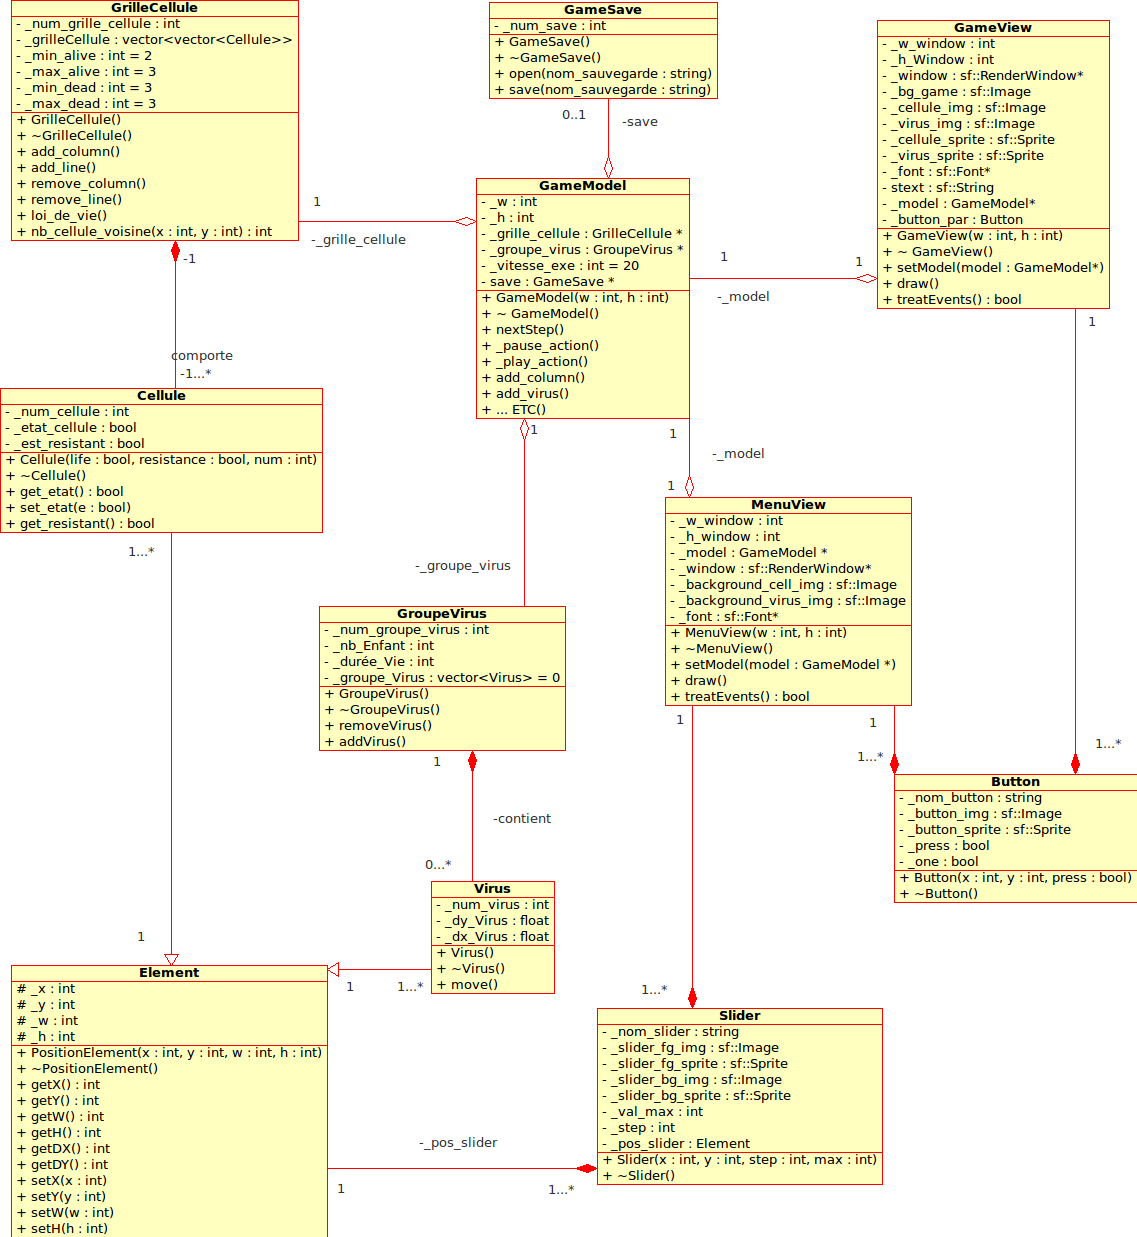 GrilleCellule
- _num_grille_cellule : int
- _grilleCellule : vector<vector<Cellule>>
- _min_alive : int = 2
- _max_alive : int = 3
- _min_dead : int = 3
- _max_dead : int = 3
+ GrilleCellule()
+ ~GrilleCellule()
+ add_column()
+ add_line()
+ remove_column()
+ remove_line()
+ loi_de_vie()
+ nb_cellule_voisine(x : int, y : int) : int
GameSave
- _num_save : int
+ GameSave()
+ ~GameSave()
+ open(nom_sauvegarde : string)
+ save(nom_sauvegarde : string)
0..1
-save
GameView
- _w_window : int
- _h_Window : int
- _window : sf::RenderWindow*
- _bg_game : sf::Image
- _cellule_img : sf::Image
- _virus_img : sf::Image
- _cellule_sprite : sf::Sprite
- _virus_sprite : sf::Sprite
- _font : sf::Font*
- stext : sf::String
- _model : GameModel*
- _button_par : Button
+ GameView(w : int, h : int)
+ ~ GameView()
+ setModel(model : GameModel*)
+ draw()
+ treatEvents() : bool
1
-_grille_cellule
GameModel
- _w : int
- _h : int
- _grille_cellule : GrilleCellule *
- _groupe_virus : GroupeVirus *
- _vitesse_exe : int = 20
- save : GameSave *
+ GameModel(w : int, h : int)
+ ~ GameModel()
+ nextStep()
+ _pause_action()
+ _play_action()
+ add_column()
+ add_virus()
+ ... ETC()
1
1
-_model
1
-1
comporte
-1...*
Cellule
- _num_cellule : int
- _etat_cellule : bool
- _est_resistant : bool
+ Cellule(life : bool, resistance : bool, num : int)
+ ~Cellule()
+ get_etat() : bool
+ set_etat(e : bool)
+ get_resistant() : bool
1
1
-_model
1
1...*
-_groupe_virus
MenuView
- _w_window : int
- _h_window : int
- _model : GameModel *
- _window : sf::RenderWindow*
- _background_cell_img : sf::Image
- _background_virus_img : sf::Image
- _font : sf::Font*
+ MenuView(w : int, h : int)
+ ~MenuView()
+ setModel(model : GameModel *)
+ draw()
+ treatEvents() : bool
GroupeVirus
- _num_groupe_virus : int
- _nb_Enfant : int
- _durée_Vie : int
- _groupe_Virus : vector<Virus> = 0
+ GroupeVirus()
+ ~GroupeVirus()
+ removeVirus()
+ addVirus()
1
1
1...*
1...*
1
-contient
0...*
Button
- _nom_button : string
- _button_img : sf::Image
- _button_sprite : sf::Sprite
- _press : bool
- _one : bool
+ Button(x : int, y : int, press : bool)
+ ~Button()
Virus
- _num_virus : int
- _dy_Virus : float
- _dx_Virus : float
+ Virus()
+ ~Virus()
+ move()
1
1
1...*
1...*
Element
# _x : int
# _y : int
# _w : int
# _h : int
+ PositionElement(x : int, y : int, w : int, h : int)
+ ~PositionElement()
+ getX() : int
+ getY() : int
+ getW() : int
+ getH() : int
+ getDX() : int
+ getDY() : int
+ setX(x : int)
+ setY(y : int)
+ setW(w : int)
+ setH(h : int)
Slider
- _nom_slider : string
- _slider_fg_img : sf::Image
- _slider_fg_sprite : sf::Sprite
- _slider_bg_img : sf::Image
- _slider_bg_sprite : sf::Sprite
- _val_max : int
- _step : int
- _pos_slider : Element
+ Slider(x : int, y : int, step : int, max : int)
+ ~Slider()
-_pos_slider
1
1...*